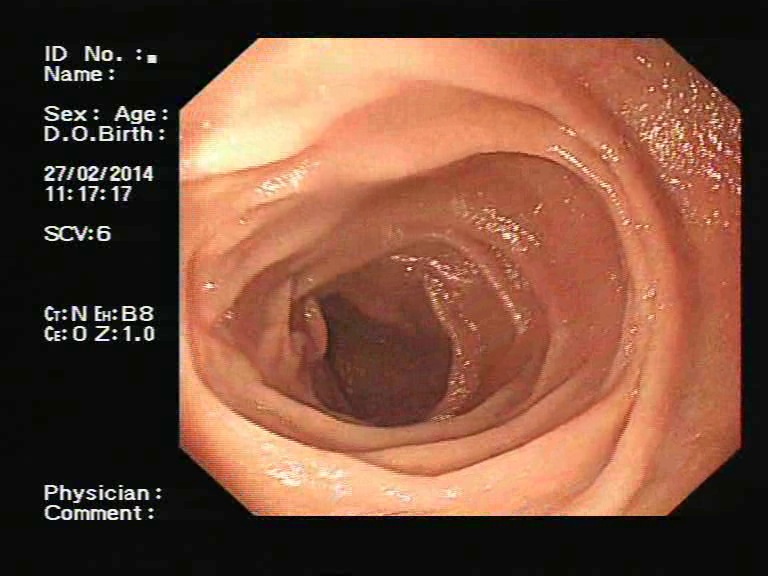 ID No. :
Name:
Sex: Age:
D.O.Birth:
27/02/2014
11:17:17
SCV:6
CT:N EH:B8
CE:0 Z:1.0
Physician:
Comment: